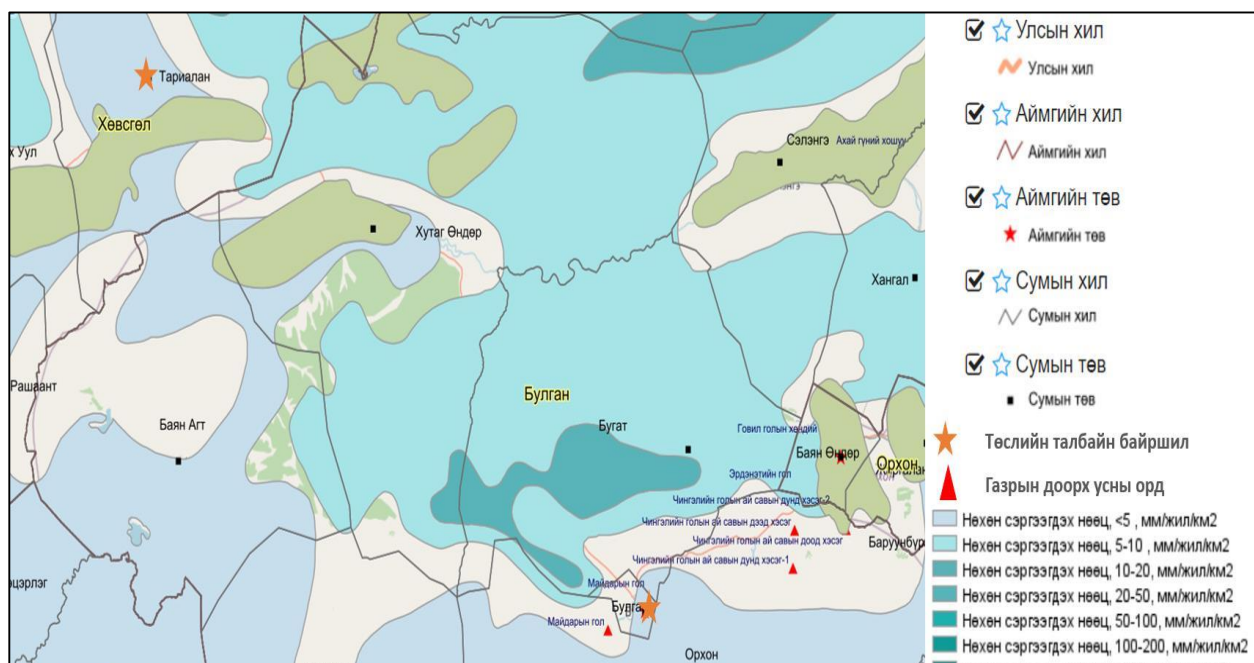 Тариалан
Хөвсгөл
х Уул
Сэлэнгэ
Ахай гүний хошуу
Хутаг Өндөр
Хангал
Рашаант
Булган
Баян Агт
Бугат
Говил голын хөндий
Баян Өндөр
Орхон
Эрдэнэтийн гол
Чингэлийн голын ай савын дунд хэсэг-2
Чингэлийн голын ай савын дээд хэсэг
Чингэлийн голын ай савын доод хэсэг
Баруунбүр
Чингэлийн голын ай савын дунд хэсэг-1
эцэрлэг
Майдарын гол
Булга
Майдарын гол
Орхон
Улсын хил
Улсын хил
Аймгийн хил
Аймгийн хил
Аймгийн төв
Аймгийн төв
Сумын хил
Сумын хил
Сумын төв
Сумын төв
Төслийн талбайн байршил
Газрын доорх усны орд
Нөхөн сэргээгдэх нөөц, <5 , мм/жил/км2
Нөхөн сэргээгдэх нөөц, 5-10 , мм/жил/км2
Нөхөн сэргээгдэх нөөц, 10-20, мм/жил/км2
Нөхөн сэргээгдэх нөөц, 20-50, мм/жил/км2
Нөхөн сэргээгдэх нөөц, 50-100, мм/жил/км2
Нөхөн сэргээгдэх нөөц, 100-200, мм/жил/км2